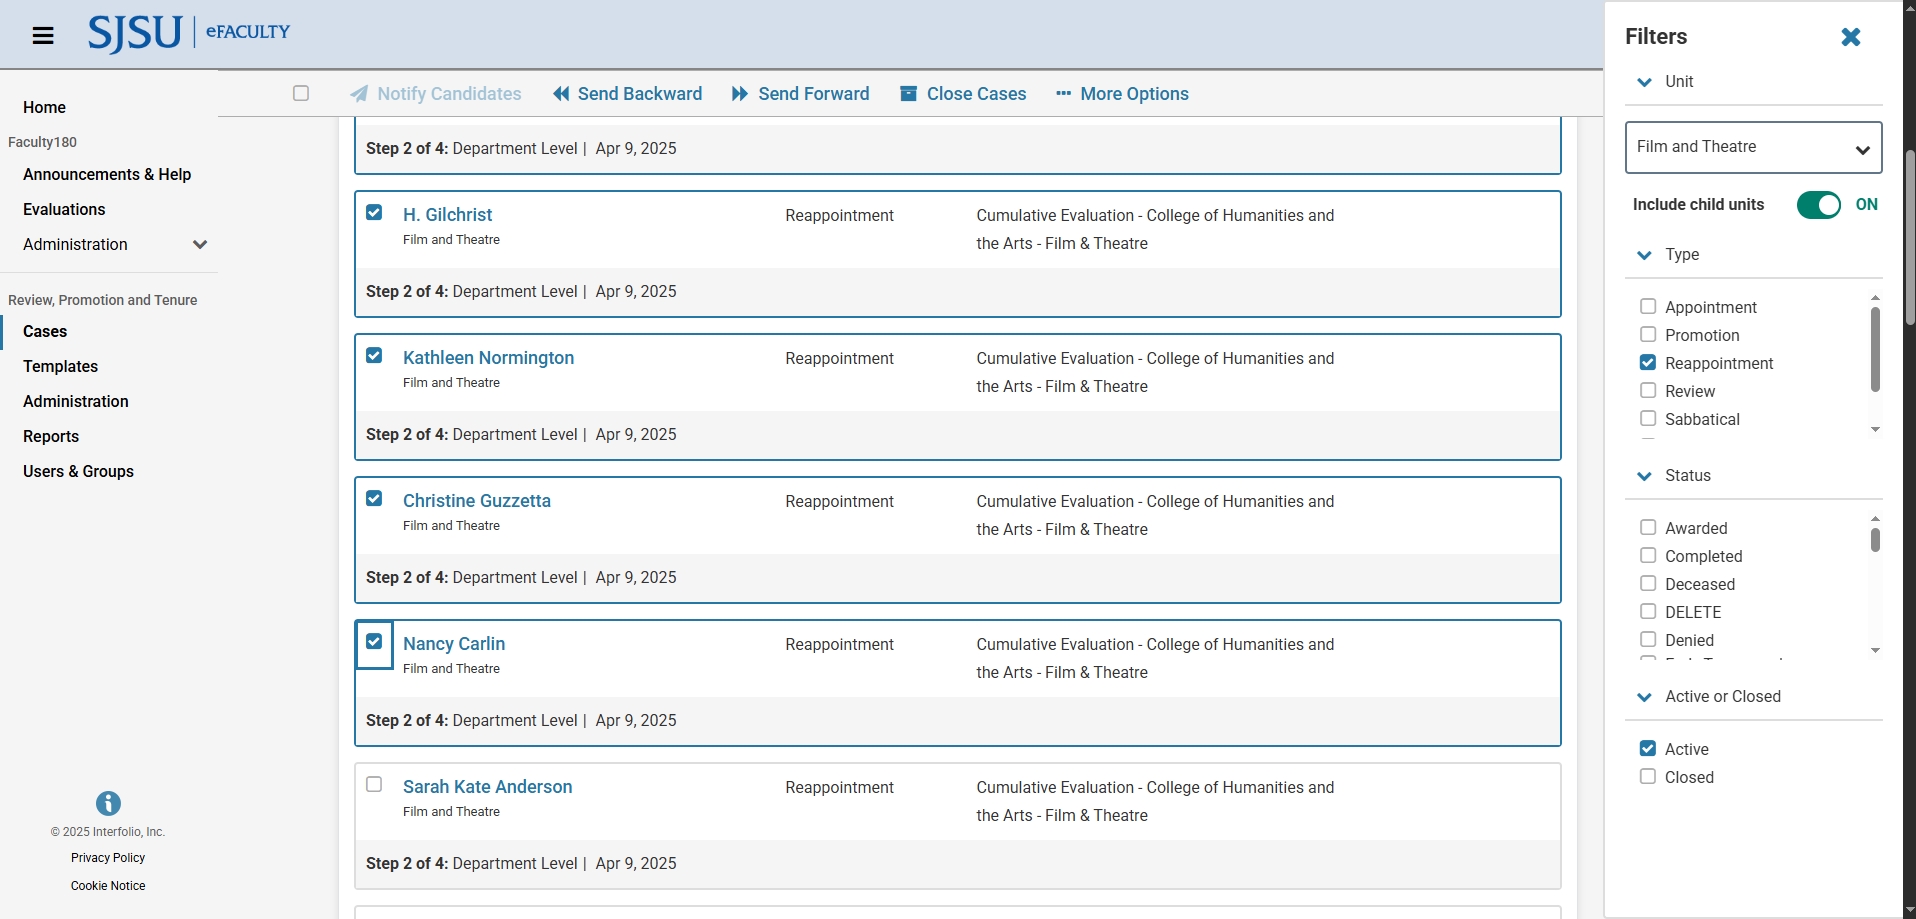 SJSU | eFACULTY
Home
Faculty180
Announcements & Help
Evaluations
Administration
Review, Promotion and Tenure
Cases
Templates
Administration
Reports
Users & Groups
© 2025 Interfolio, Inc.
Privacy Policy
Cookie Notice
Notify Candidates
Send Backward
Send Forward
Close Cases
More Options
Step 2 of 4: Department Level | Apr 9, 2025
H. Gilchrist
Film and Theatre
Reappointment
Cumulative Evaluation - College of Humanities and
the Arts - Film & Theatre
Step 2 of 4: Department Level | Apr 9, 2025
Kathleen Normington
Film and Theatre
Reappointment
Cumulative Evaluation - College of Humanities and
the Arts - Film & Theatre
Step 2 of 4: Department Level | Apr 9, 2025
Christine Guzzetta
Film and Theatre
Reappointment
Cumulative Evaluation - College of Humanities and
the Arts - Film & Theatre
Step 2 of 4: Department Level | Apr 9, 2025
Nancy Carlin
Film and Theatre
Reappointment
Cumulative Evaluation - College of Humanities and
the Arts - Film & Theatre
Step 2 of 4: Department Level | Apr 9, 2025
Sarah Kate Anderson
Film and Theatre
Reappointment
Cumulative Evaluation - College of Humanities and
the Arts - Film & Theatre
Step 2 of 4: Department Level | Apr 9, 2025
Filters
Unit
Film and Theatre
Include child units ON
Type
Appointment
Promotion
Reappointment
Review
Sabbatical
Status
Awarded
Completed
Deceased
DELETE
Denied
Active or Closed
Active
Closed